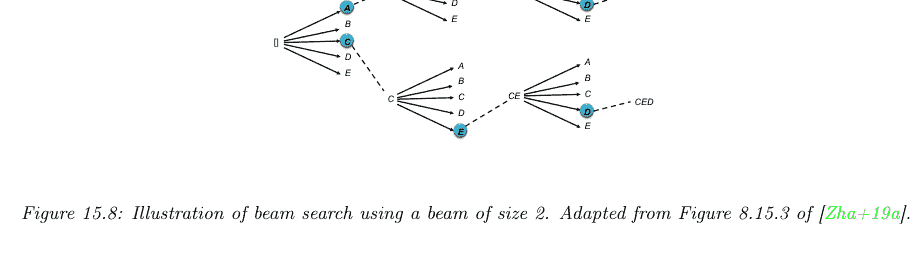 A
B
[]
C
D
E
D
E
D
E
C
A
B
C
D
E
CE
A
B
C
D
E
CED
Figure 15.8: Illustration of beam search using a beam of size 2. Adapted from Figure 8.15.3 of [Zha+19a].